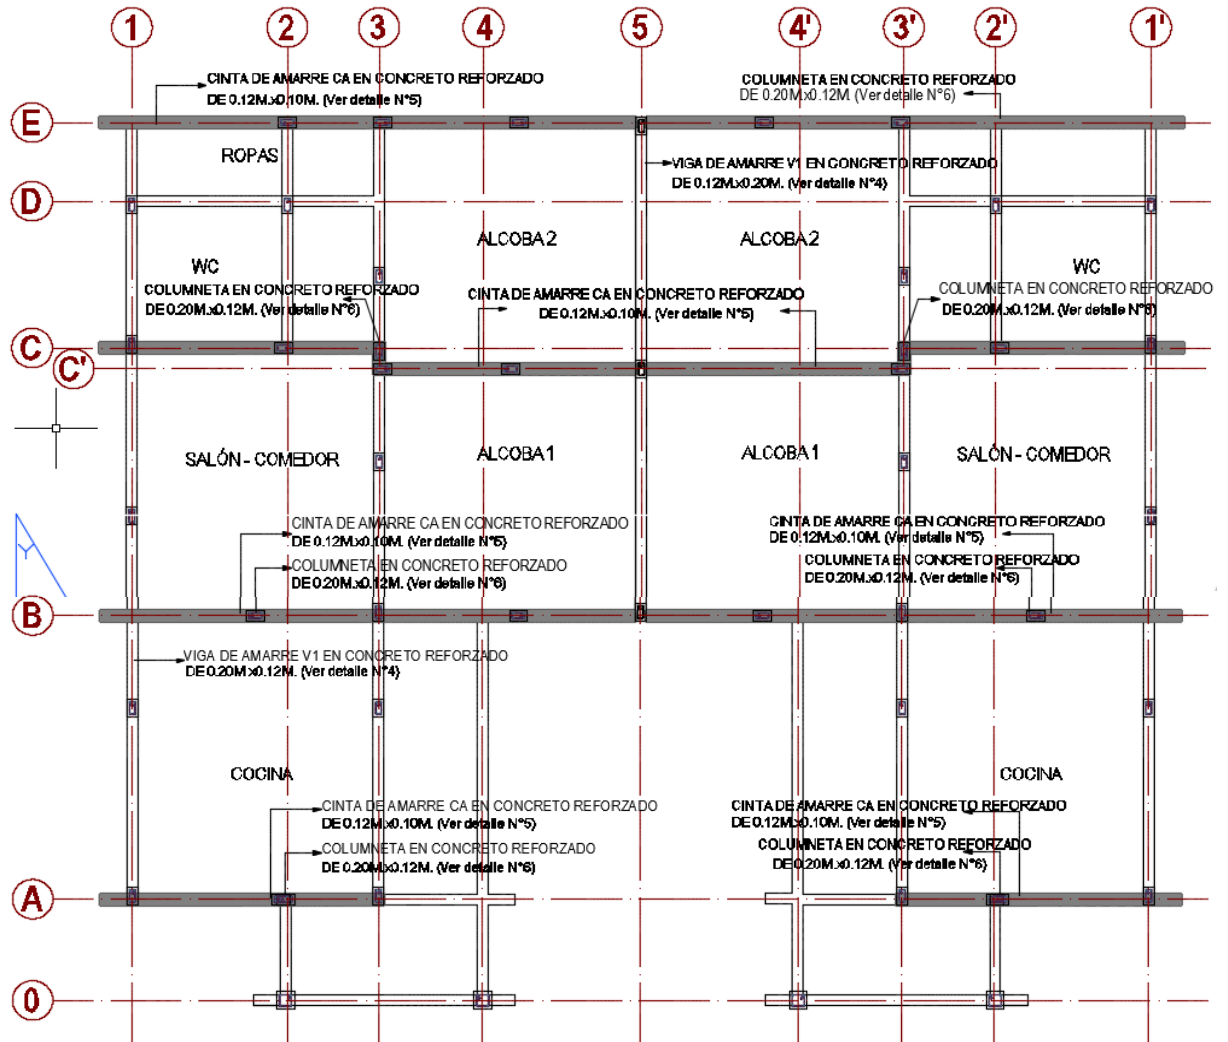 1 2 3 4 5 4' 3' 2' 1'
CINTA DE AMARRE CA EN CONCRETO REFORZADO
DE 0.12M.x0.10M. (Ver detalle N°5)
COLUMNETA EN CONCRETO REFORZADO
DE 0.20M.x0.12M. (Ver detalle N°6)
E
ROPAS
VIGA DE AMARRE V1 EN CONCRETO REFORZADO
DE 0.12M.x0.20M. (Ver detalle N°4)
D
ALCOBA 2
ALCOBA 2
WC
WC
COLUMNETA EN CONCRETO REFORZADO
DE 0.20M.x0.12M. (Ver detalle N°6)
CINTA DE AMARRE CA EN CONCRETO REFORZADO
DE 0.12M.x0.10M. (Ver detalle N°5)
COLUMNETA EN CONCRETO REFORZADO
DE 0.20M.x0.12M. (Ver detalle N°6)
C
C'
SALÓN - COMEDOR
ALCOBA 1
ALCOBA 1
SALÓN - COMEDOR
CINTA DE AMARRE CA EN CONCRETO REFORZADO
DE 0.12M.x0.10M. (Ver detalle N°5)
COLUMNETA EN CONCRETO REFORZADO
DE 0.20M.x0.12M. (Ver detalle N°6)
CINTA DE AMARRE CA EN CONCRETO REFORZADO
DE 0.12M.x0.10M. (Ver detalle N°5)
COLUMNETA EN CONCRETO REFORZADO
DE 0.20M.x0.12M. (Ver detalle N°6)
Y
B
VIGA DE AMARRE V1 EN CONCRETO REFORZADO
DE 0.20M.x0.12M. (Ver detalle N°4)
COCINA
COCINA
CINTA DE AMARRE CA EN CONCRETO REFORZADO
DE 0.12M.x0.10M. (Ver detalle N°5)
COLUMNETA EN CONCRETO REFORZADO
DE 0.20M.x0.12M. (Ver detalle N°6)
CINTA DE AMARRE CA EN CONCRETO REFORZADO
DE 0.12M.x0.10M. (Ver detalle N°5)
COLUMNETA EN CONCRETO REFORZADO
DE 0.20M.x0.12M. (Ver detalle N°6)
A
0